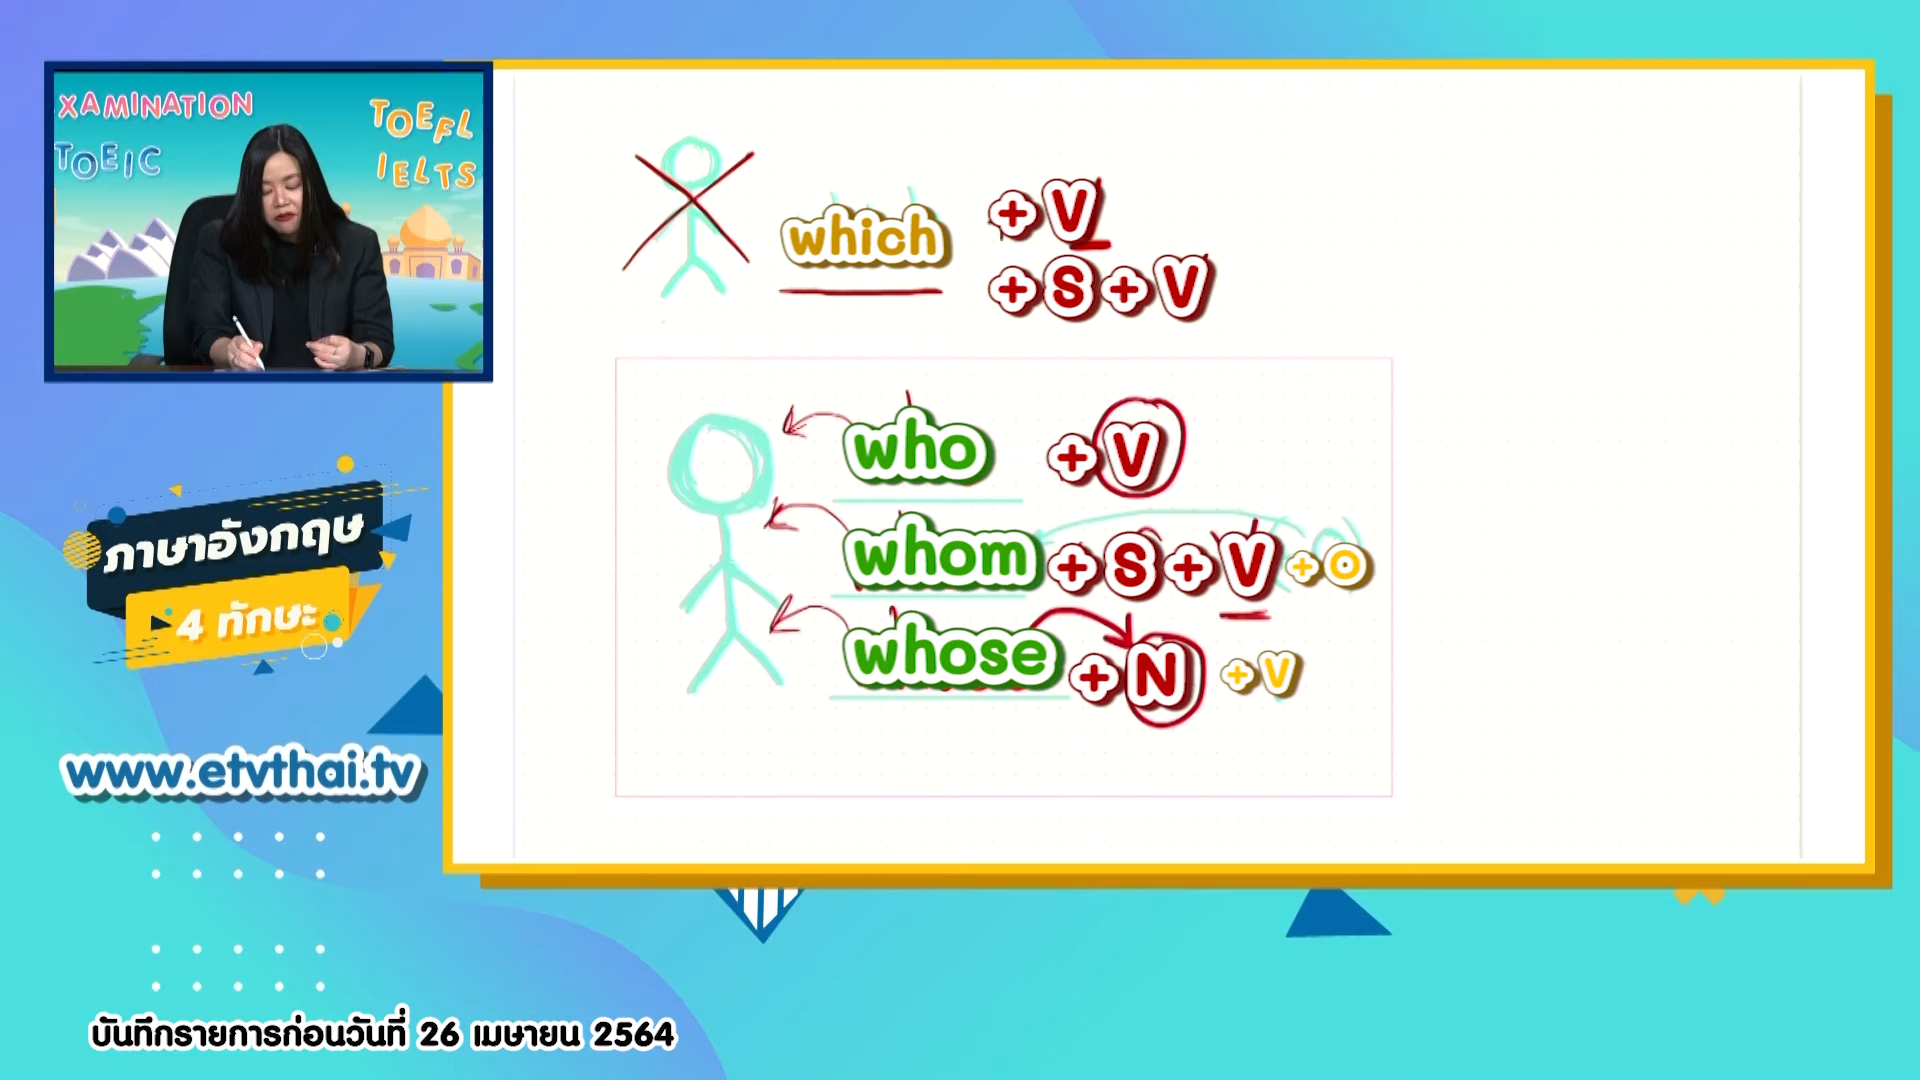 XAMINATION
TOEIC
TOEFL
IELTS
which +V
+S+V
who +V
whom +S+V+O
whose +N +V
ภาษาอังกฤษ
4 ทักษะ
www.etvthai.tv
บันทึกรายการก่อนวันที่ 26 เมษายน 2564